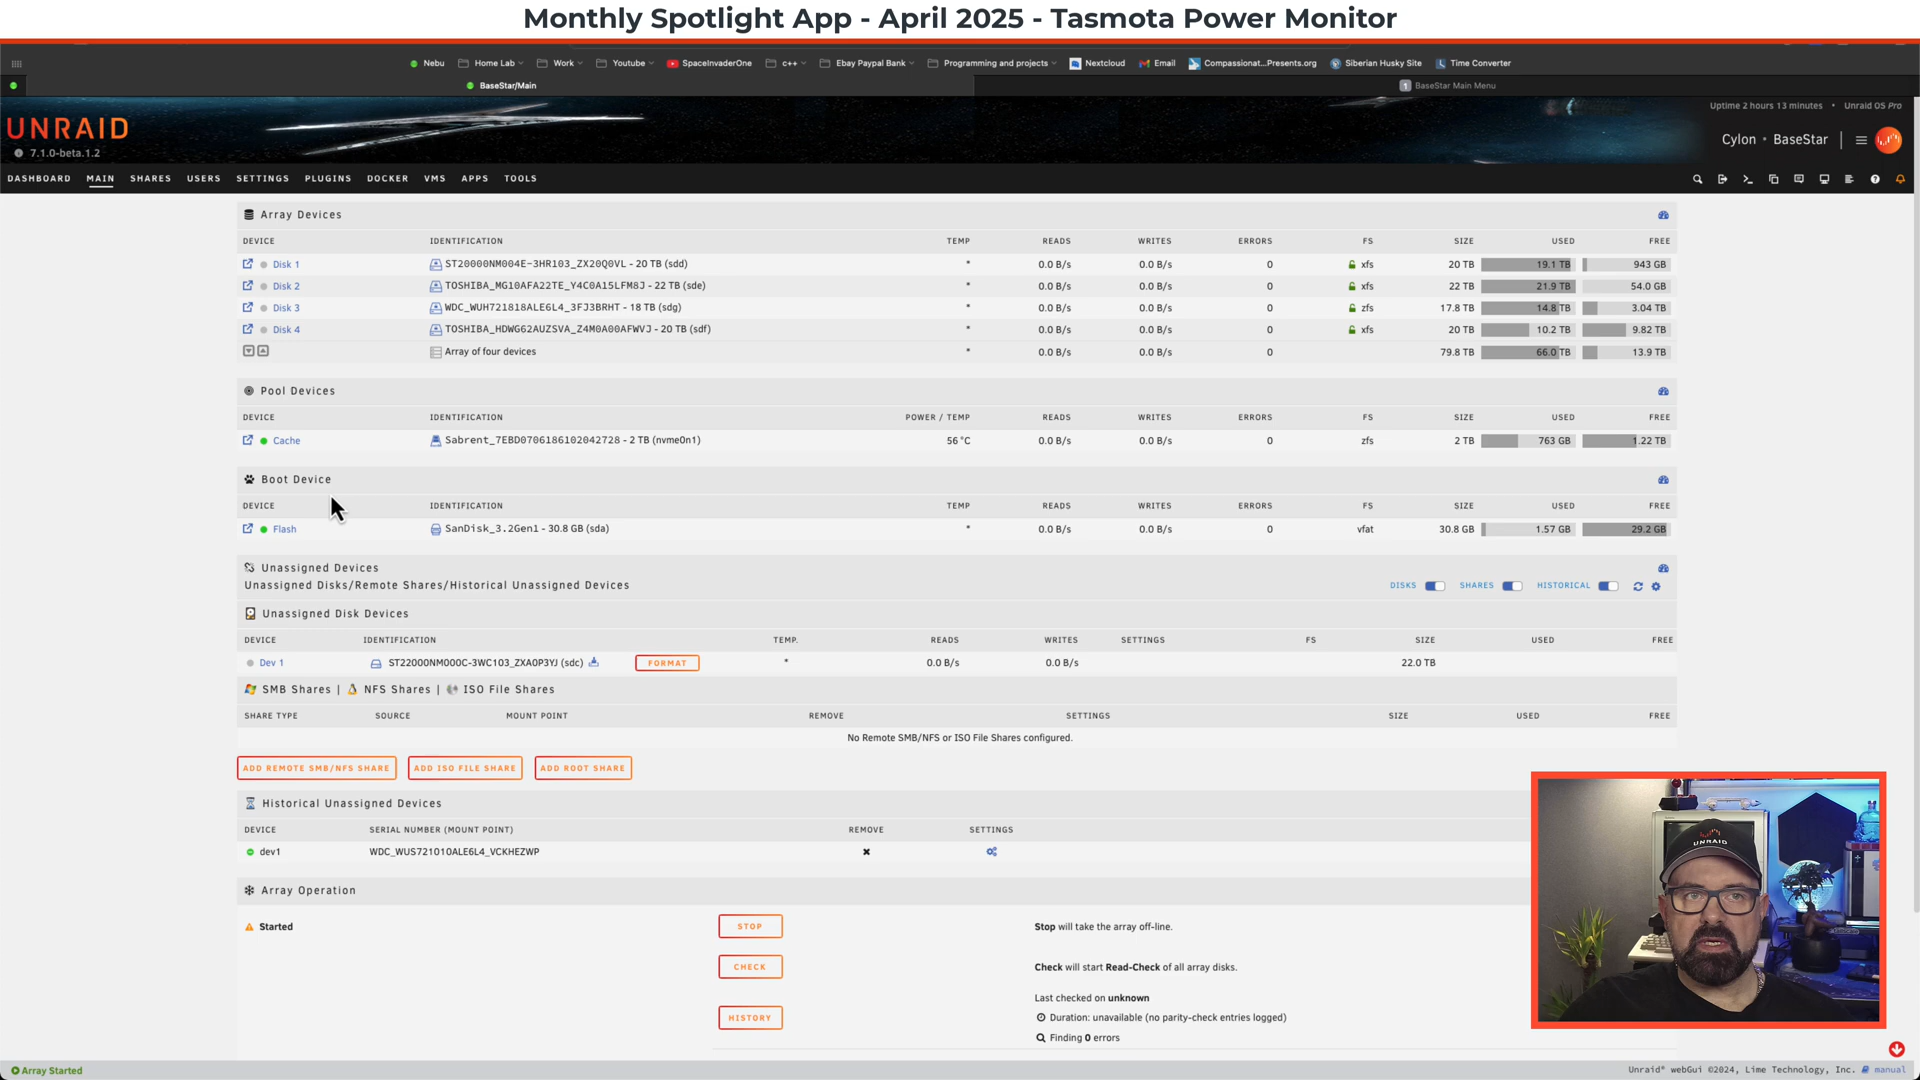 Monthly Spotlight App - April 2025 - Tasmota Power Monitor
Nebu Home Lab Work Youtube SpaceInvaderOne c++ Ebay Paypal Bank Programming and projects Nextcloud Email Compassionat...Presents.org Siberian Husky Site Time Converter
BaseStar/Main 1 BaseStar Main Menu
Uptime 2 hours 13 minutes • Unraid OS Pro
UNRAID
7.1.0-beta.1.2
Cylon • BaseStar
DASHBOARD MAIN SHARES USERS SETTINGS PLUGINS DOCKER VMS APPS TOOLS
Array Devices
DEVICE IDENTIFICATION TEMP READS WRITES ERRORS FS SIZE USED FREE
Disk 1 ST20000NM004E-3HR103_ZX20Q0VL - 20 TB (sdd) * 0.0 B/s 0.0 B/s 0 xfs 20 TB 19.1 TB 943 GB
Disk 2 TOSHIBA_MG10AFA22TE_Y4C0A15LFM8J - 22 TB (sde) * 0.0 B/s 0.0 B/s 0 xfs 22 TB 21.9 TB 54.0 GB
Disk 3 WDC_WUH721818ALE6L4_3FJ3BRHT - 18 TB (sdg) * 0.0 B/s 0.0 B/s 0 zfs 17.8 TB 14.8 TB 3.04 TB
Disk 4 TOSHIBA_HDWG62AUZSVA_Z4M0A00AFWVJ - 20 TB (sdf) * 0.0 B/s 0.0 B/s 0 xfs 20 TB 10.2 TB 9.82 TB
Array of four devices * 0.0 B/s 0.0 B/s 0 79.8 TB 66.0 TB 13.9 TB
Pool Devices
DEVICE IDENTIFICATION POWER / TEMP READS WRITES ERRORS FS SIZE USED FREE
Cache Sabrent_7EBD0706186102042728 - 2 TB (nvme0n1) 56 °C 0.0 B/s 0.0 B/s 0 zfs 2 TB 763 GB 1.22 TB
Boot Device
DEVICE IDENTIFICATION TEMP READS WRITES ERRORS FS SIZE USED FREE
Flash SanDisk_3.2Gen1 - 30.8 GB (sda) * 0.0 B/s 0.0 B/s 0 vfat 30.8 GB 1.57 GB 29.2 GB
Unassigned Devices
Unassigned Disks/Remote Shares/Historical Unassigned Devices DISKS SHARES HISTORICAL
Unassigned Disk Devices
DEVICE IDENTIFICATION TEMP. READS WRITES SETTINGS FS SIZE USED FREE
Dev 1 ST22000NM000C-3WC103_ZXA0P3YJ (sdc) FORMAT * 0.0 B/s 0.0 B/s 22.0 TB
SMB Shares | NFS Shares | ISO File Shares
SHARE TYPE SOURCE MOUNT POINT REMOVE SETTINGS SIZE USED FREE
No Remote SMB/NFS or ISO File Shares configured.
ADD REMOTE SMB/NFS SHARE ADD ISO FILE SHARE ADD ROOT SHARE
Historical Unassigned Devices
DEVICE SERIAL NUMBER (MOUNT POINT) REMOVE SETTINGS
dev1 WDC_WUS721010ALE6L4_VCKHEZWP
Array Operation
Started STOP Stop will take the array off-line.
CHECK Check will start Read-Check of all array disks.
Last checked on unknown
HISTORY Duration: unavailable (no parity-check entries logged)
Finding 0 errors
UNRAID
Array Started Unraid® webGui ©2024, Lime Technology, Inc. manual